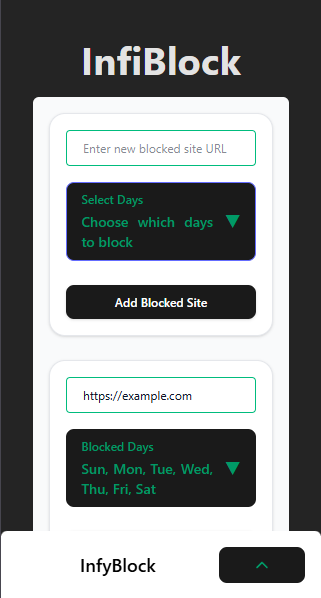 InfiBlock
Enter new blocked site URL
Select Days
Choose which days
to block
Add Blocked Site
https://example.com
Blocked Days
Sun, Mon, Tue, Wed,
Thu, Fri, Sat
InfyBlock